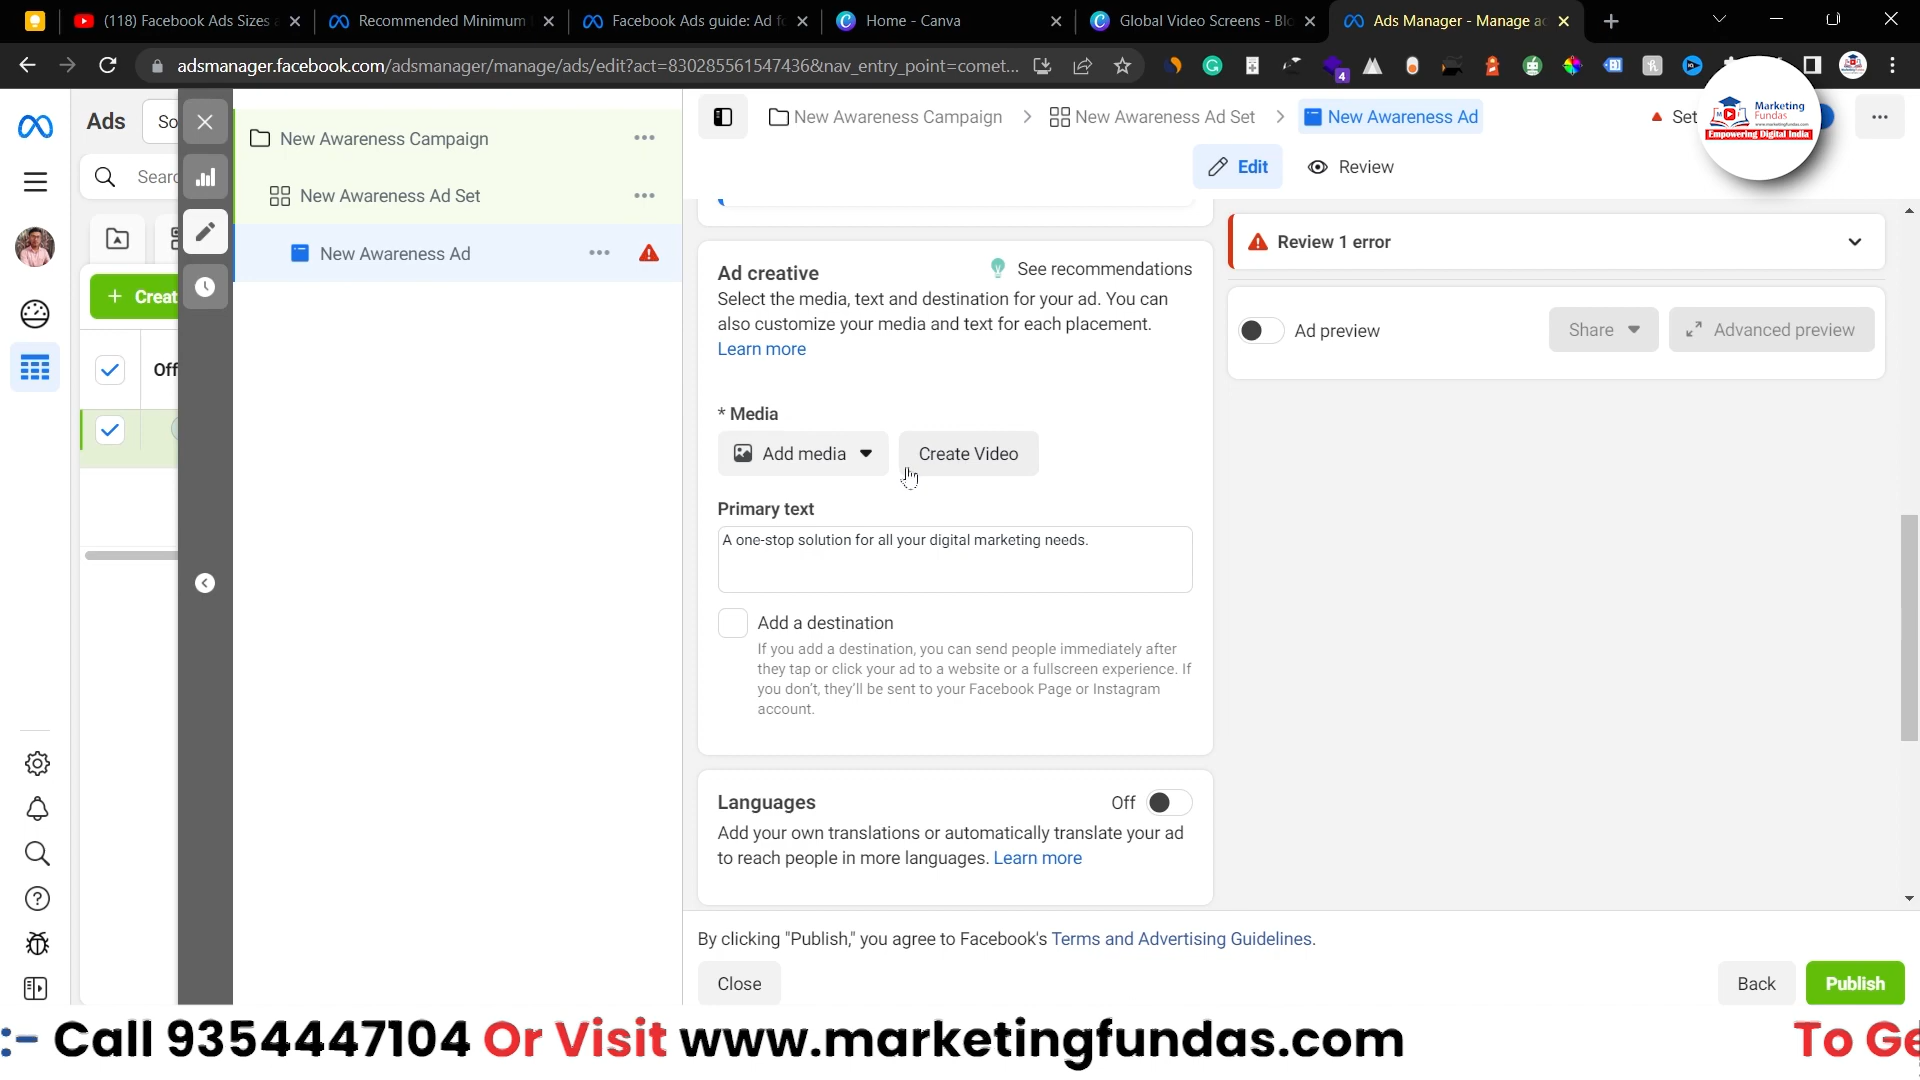 (118) Facebook Ads Sizes
Recommended Minimum
Facebook Ads guide: Ad fo
Home - Canva
Global Video Screens - Blo
Ads Manager - Manage ad
adsmanager.facebook.com/adsmanager/manage/ads/edit?act=830285561547436&nav_entry_point=comet...
4
Marketing
Fundas
www.marketingfundas.com
Empowering Digital India
Ads
So
Searc
+ Creat
Off
New Awareness Campaign
New Awareness Ad Set
New Awareness Ad
New Awareness Campaign
New Awareness Ad Set
New Awareness Ad
Set
Edit
Review
Ad creative
See recommendations
Select the media, text and destination for your ad. You can
also customize your media and text for each placement.
Learn more
* Media
Add media
Create Video
Primary text
A one-stop solution for all your digital marketing needs.
Add a destination
If you add a destination, you can send people immediately after
they tap or click your ad to a website or a fullscreen experience. If
you don't, they'll be sent to your Facebook Page or Instagram
account.
Languages
Off
Add your own translations or automatically translate your ad
to reach people in more languages. Learn more
Review 1 error
Ad preview
Share
Advanced preview
By clicking "Publish," you agree to Facebook's Terms and Advertising Guidelines.
Close
Back
Publish
:- Call 9354447104 Or Visit www.marketingfundas.com
To Ge